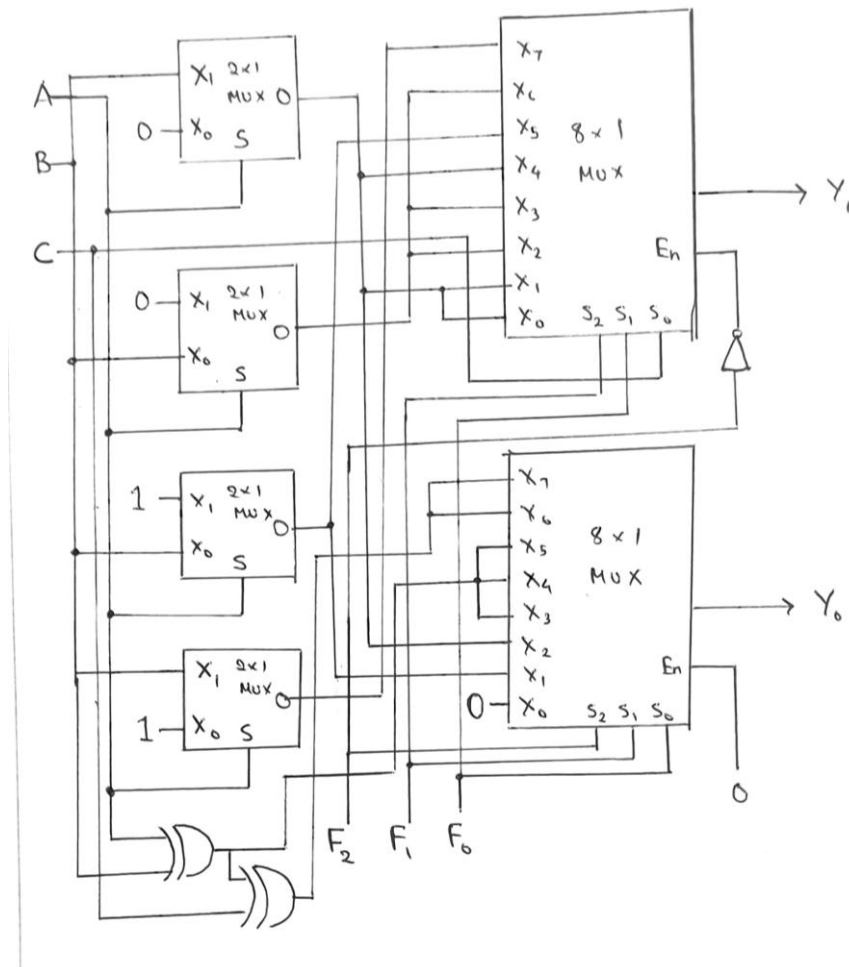 A
B
C
X₁ 2x1
MUX O
0 X₀
S
0 X₁ 2x1
MUX
O
X₀
S
1 X₁ 2x1
MUX O
X₀
S
X₁ 2x1
MUX O
1 X₀ S
X₇
X₆
X₅ 8x1
X₄ MUX
X₃
X₂ En
X₁
X₀ S₂ S₁ S₀
Y₁
X₇
X₆
X₅ 8x1
X₄ MUX
X₃
X₂
X₁ En
0 X₀ S₂ S₁ S₀
Y₀
0
F₂ F₁ F₀